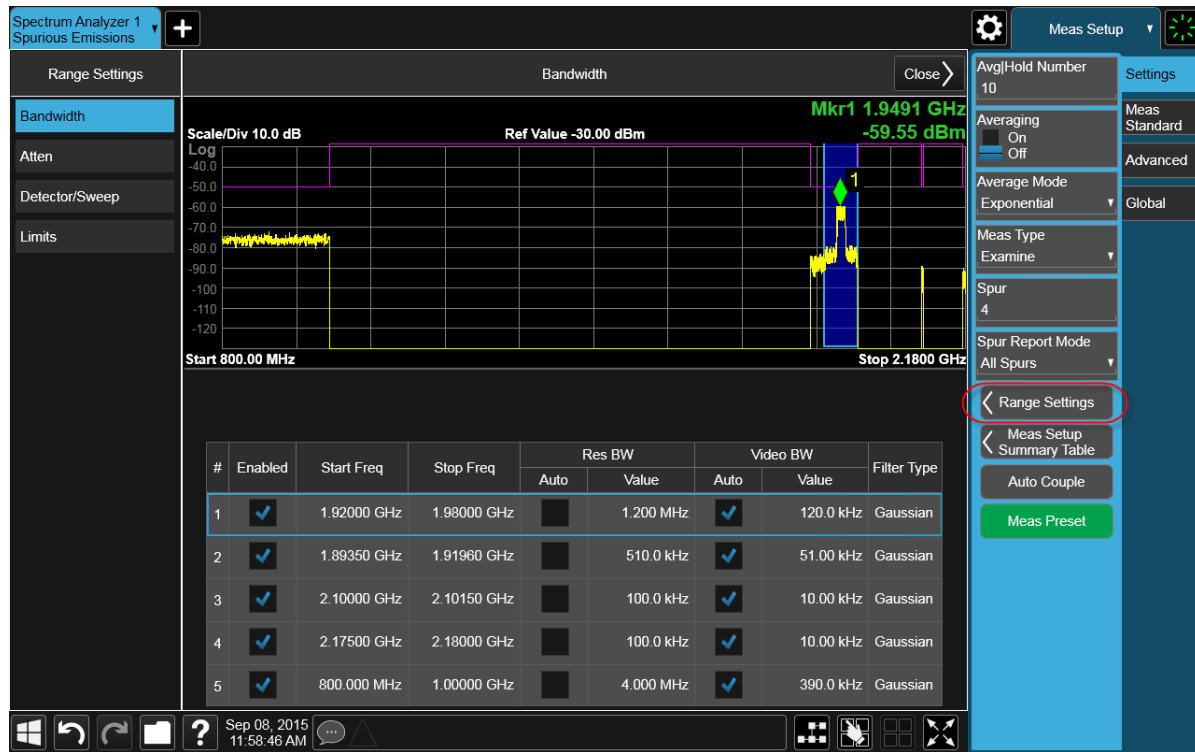 Spectrum Analyzer 1
Spurious Emissions
Meas Setup
Range Settings
Bandwidth
Atten
Detector/Sweep
Limits
Bandwidth
Close
Mkr1 1.9491 GHz
-59.55 dBm
Scale/Div 10.0 dB
Ref Value -30.00 dBm
Log
-40.0
-50.0
-60.0
-70.0
-80.0
-90.0
-100
-110
-120
1
Start 800.00 MHz
Stop 2.1800 GHz
# Enabled Start Freq Stop Freq Res BW Video BW Filter Type
Auto Value Auto Value
1 1.92000 GHz 1.98000 GHz 1.200 MHz 120.0 kHz Gaussian
2 1.89350 GHz 1.91960 GHz 510.0 kHz 51.00 kHz Gaussian
3 2.10000 GHz 2.10150 GHz 100.0 kHz 10.00 kHz Gaussian
4 2.17500 GHz 2.18000 GHz 100.0 kHz 10.00 kHz Gaussian
5 800.000 MHz 1.00000 GHz 4.000 MHz 390.0 kHz Gaussian
Avg|Hold Number
10
Averaging
On
Off
Average Mode
Exponential
Meas Type
Examine
Spur
4
Spur Report Mode
All Spurs
Range Settings
Meas Setup
Summary Table
Auto Couple
Meas Preset
Settings
Meas
Standard
Advanced
Global
?
Sep 08, 2015
11:58:46 AM